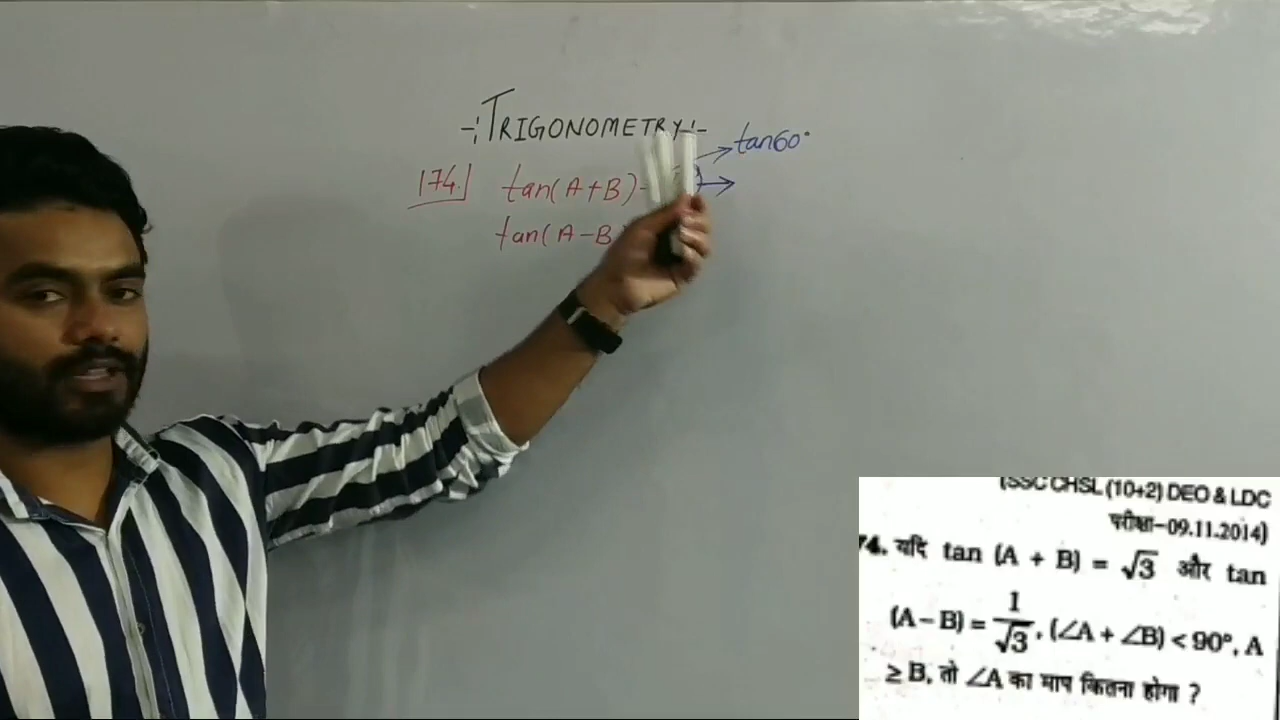 -:TRIGONOMETRY:-
174.] tan(A+B)= → tan60°
tan(A-B)
(SSC CHSL (10+2) DEO & LDC
परीक्षा-09.11.2014)
74. यदि tan (A + B) = √3 और tan
(A – B) = 1/√3, (∠A + ∠B) < 90°, A
≥ B, तो ∠A का माप कितना होगा ?